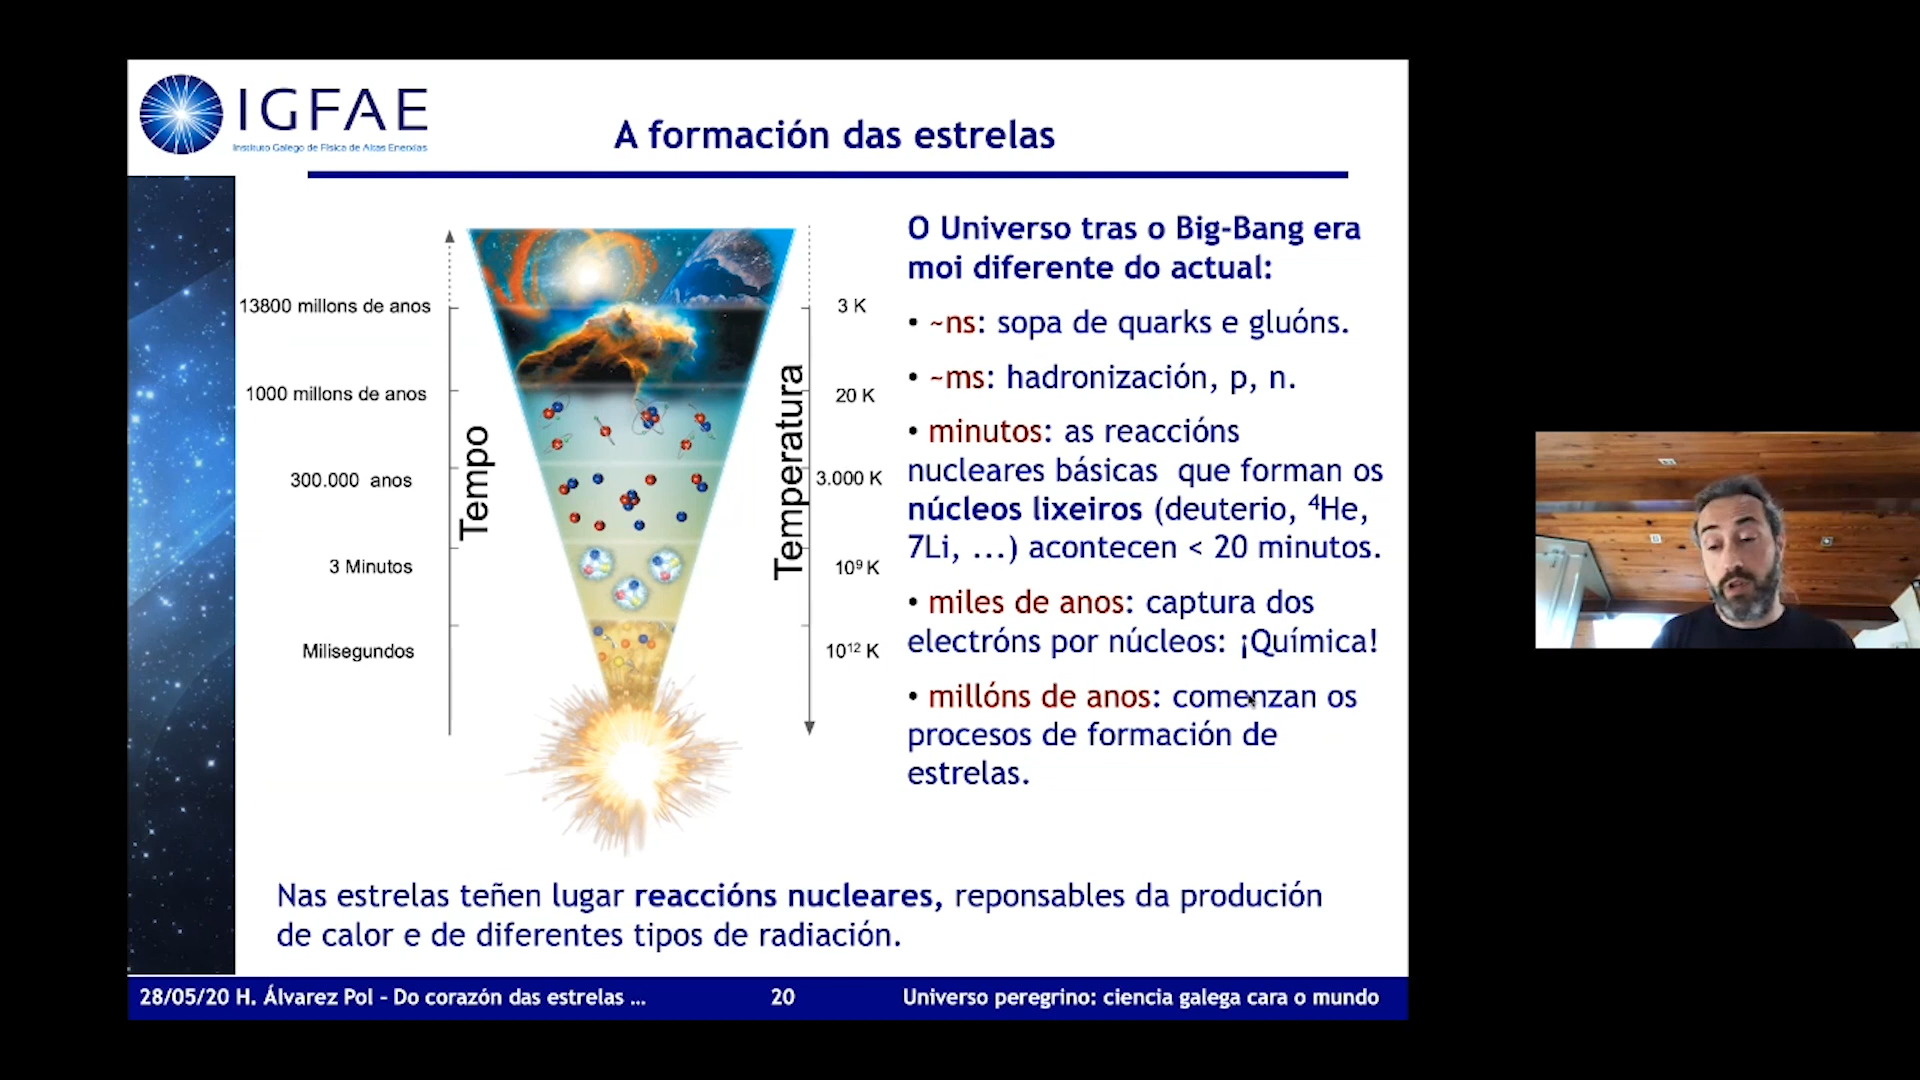 IGFAE
Instituto Galego de Física de Altas Enerxías
A formación das estrelas
13800 millons de anos
1000 millons de anos
300.000 anos
3 Minutos
Milisegundos
Tempo
Temperatura
3 K
20 K
3.000 K
10⁹ K
10¹² K
O Universo tras o Big-Bang era
moi diferente do actual:
• ~ns: sopa de quarks e gluóns.
• ~ms: hadronización, p, n.
• minutos: as reaccións
nucleares básicas que forman os
núcleos lixeiros (deuterio, ⁴He,
7Li, ...) acontecen < 20 minutos.
• miles de anos: captura dos
electróns por núcleos: ¡Química!
• millóns de anos: comenzan os
procesos de formación de
estrelas.
Nas estrelas teñen lugar reaccións nucleares, reponsables da produción
de calor e de diferentes tipos de radiación.
28/05/20 H. Álvarez Pol - Do corazón das estrelas ...
20
Universo peregrino: ciencia galega cara o mundo